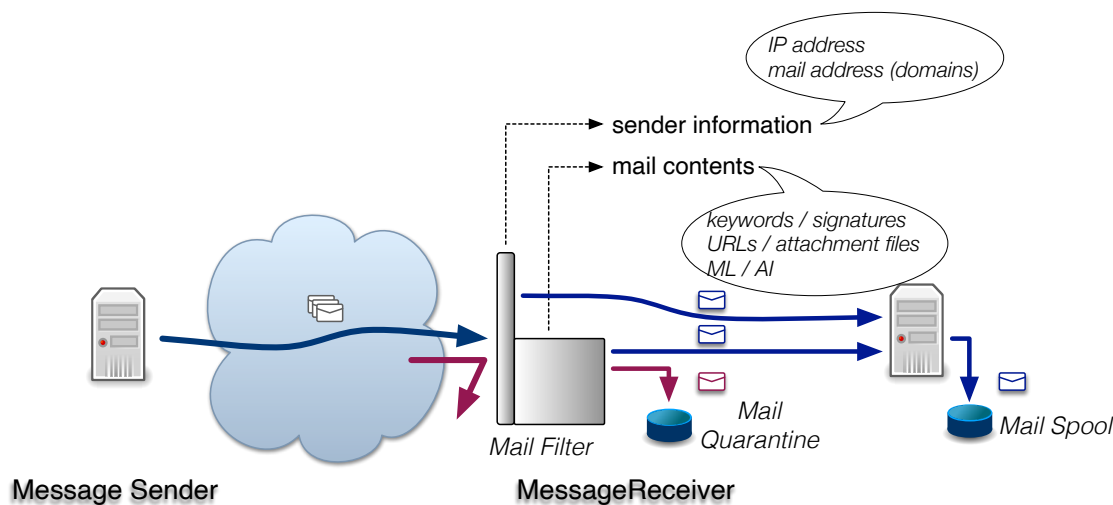 IP address
mail address (domains)
sender information
mail contents
keywords / signatures
URLs / attachment files
ML / AI
Mail Filter
Mail
Quarantine
Mail Spool
Message Sender
MessageReceiver